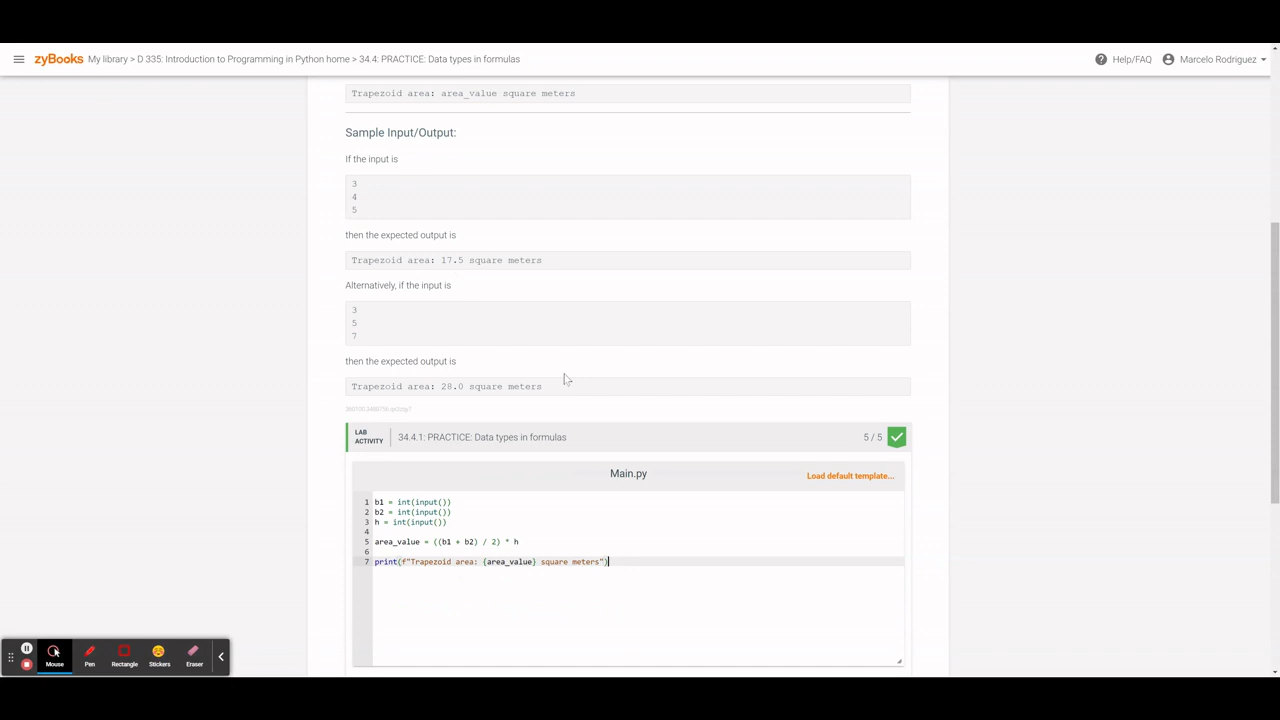 zyBooks My library > D 335: Introduction to Programming in Python home > 34.4. PRACTICE: Data types in formulas
Help/FAQ Marcelo Rodriguez
Trapezoid area: area_value square meters
Sample Input/Output:
If the input is
3
4
5
then the expected output is
Trapezoid area: 17.5 square meters
Alternatively, if the input is
3
5
7
then the expected output is
Trapezoid area: 28.0 square meters
LAB
ACTIVITY
34.4.1: PRACTICE: Data types in formulas
5 / 5
Main.py
Load default template...
1 b1 = int(input())
2 b2 = int(input())
3 h = int(input())
4
5 area_value = ((b1 + b2) / 2) * h
6
7 print(f"Trapezoid area: {area_value} square meters")
Mouse Pen Rectangle Stickers Eraser